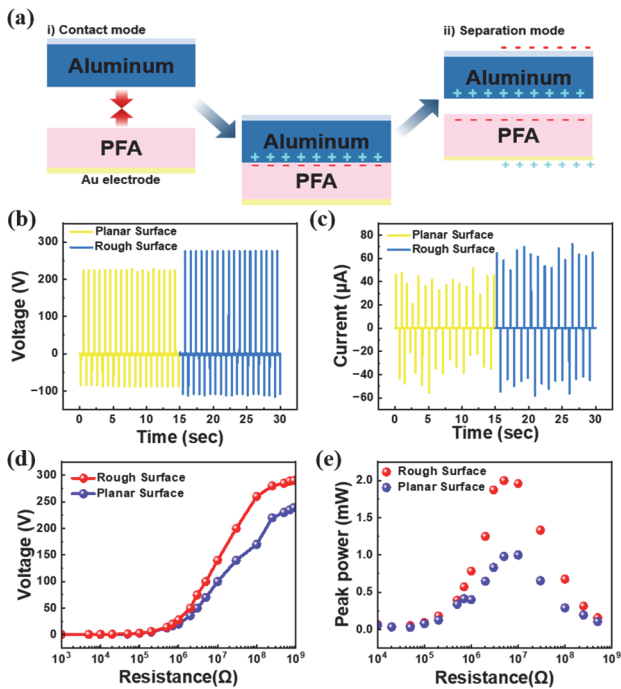 (a)
i) Contact mode
ii) Separation mode
Aluminum
PFA
Au electrode
Aluminum
+ + + + + + + +
- - - - - - - -
PFA
- - - - - - - -
Aluminum
+ + + + + + + +
- - - - - - - -
PFA
+ + + + + + + +
(b)
Planar Surface
Rough Surface
Voltage (V)
300
200
100
0
−100
0 5 10 15 20 25 30
Time (sec)
(c)
Planar Surface
Rough Surface
Current (μA)
80
60
40
20
0
−20
−40
−60
0 5 10 15 20 25 30
Time (sec)
(d)
Rough Surface
Planar Surface
Voltage (V)
300
250
200
150
100
50
0
10³ 10⁴ 10⁵ 10⁶ 10⁷ 10⁸ 10⁹
Resistance(Ω)
(e)
Rough Surface
Planar Surface
Peak power (mW)
2.0
1.0
0.0
10⁴ 10⁵ 10⁶ 10⁷ 10⁸ 10⁹
Resistance(Ω)